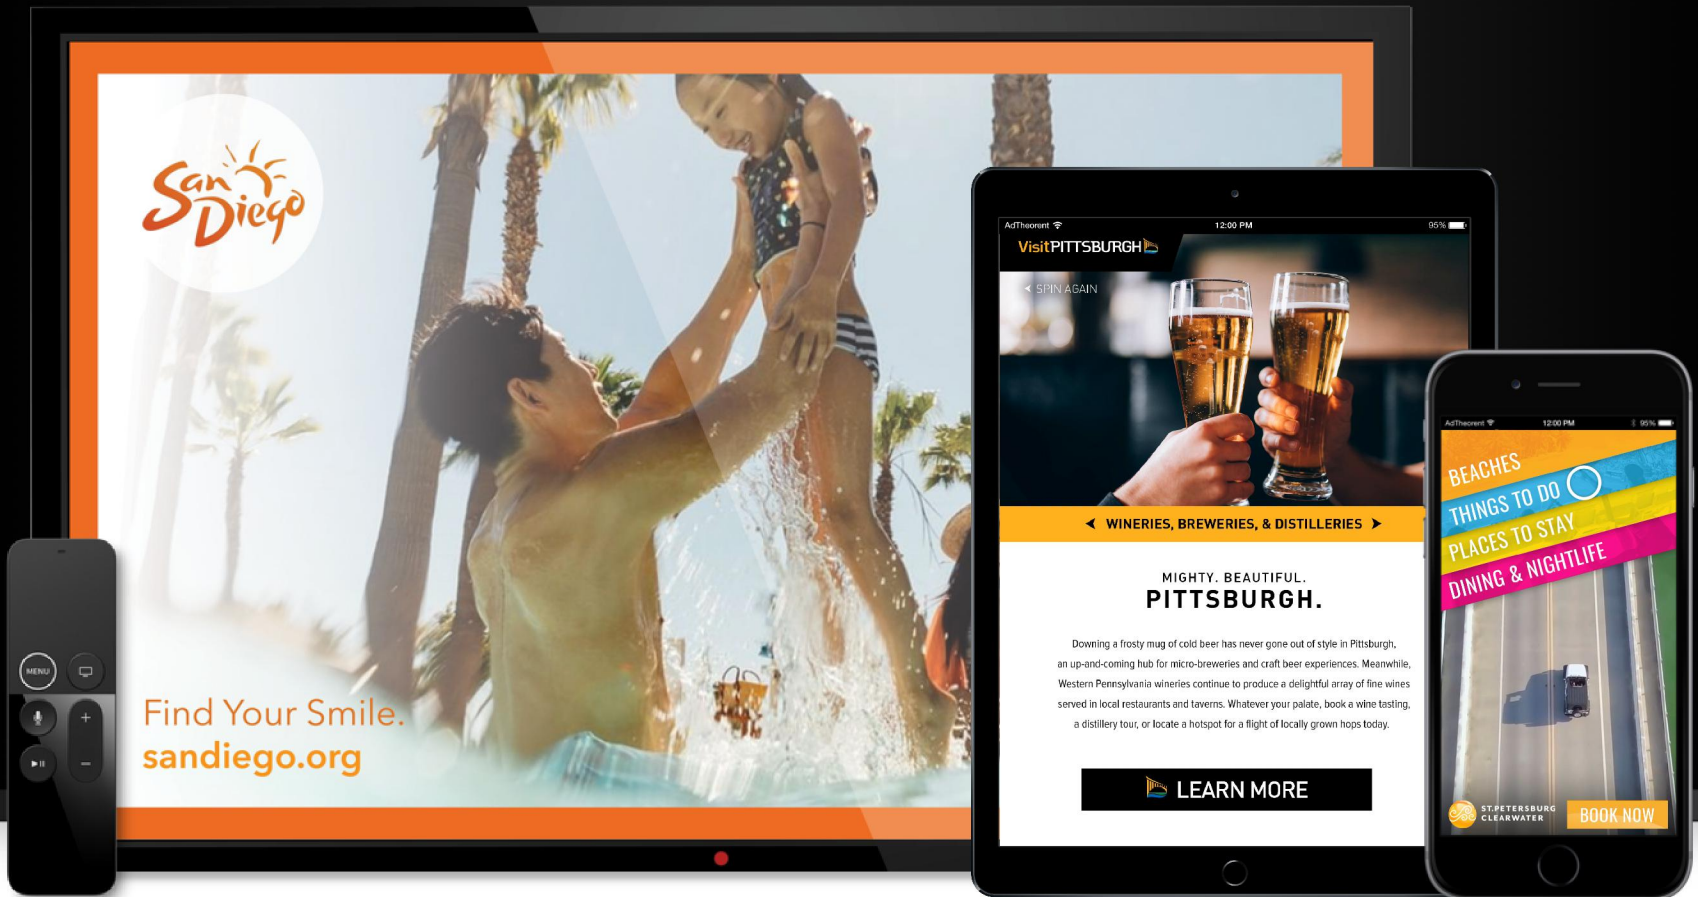 San
Diego
Find Your Smile.
sandiego.org
MENU
AdTheorent
12:00 PM
95%
VisitPITTSBURGH
SPIN AGAIN
WINERIES, BREWERIES, & DISTILLERIES
MIGHTY. BEAUTIFUL.
PITTSBURGH.
Downing a frosty mug of cold beer has never gone out of style in Pittsburgh,
an up-and-coming hub for micro-breweries and craft beer experiences. Meanwhile,
Western Pennsylvania wineries continue to produce a delightful array of fine wines
served in local restaurants and taverns. Whatever your palate, book a wine tasting,
a distillery tour, or locate a hotspot for a flight of locally grown hops today.
LEARN MORE
AdTheorent
12:00 PM
95%
BEACHES
THINGS TO DO
PLACES TO STAY
DINING & NIGHTLIFE
ST.PETERSBURG
CLEARWATER
BOOK NOW